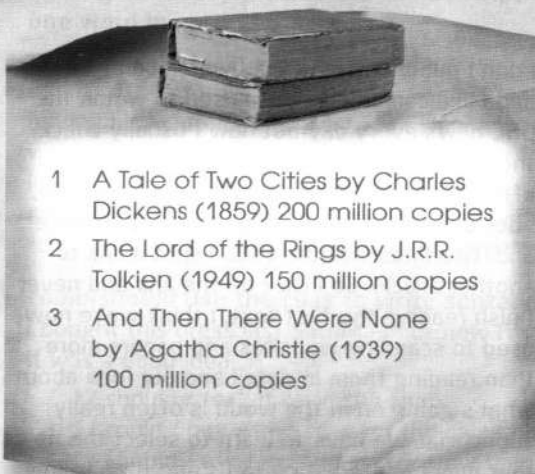 1 A Tale of Two Cities by Charles
Dickens (1859) 200 million copies
2 The Lord of the Rings by J.R.R.
Tolkien (1949) 150 million copies
3 And Then There Were None
by Agatha Christie (1939)
100 million copies